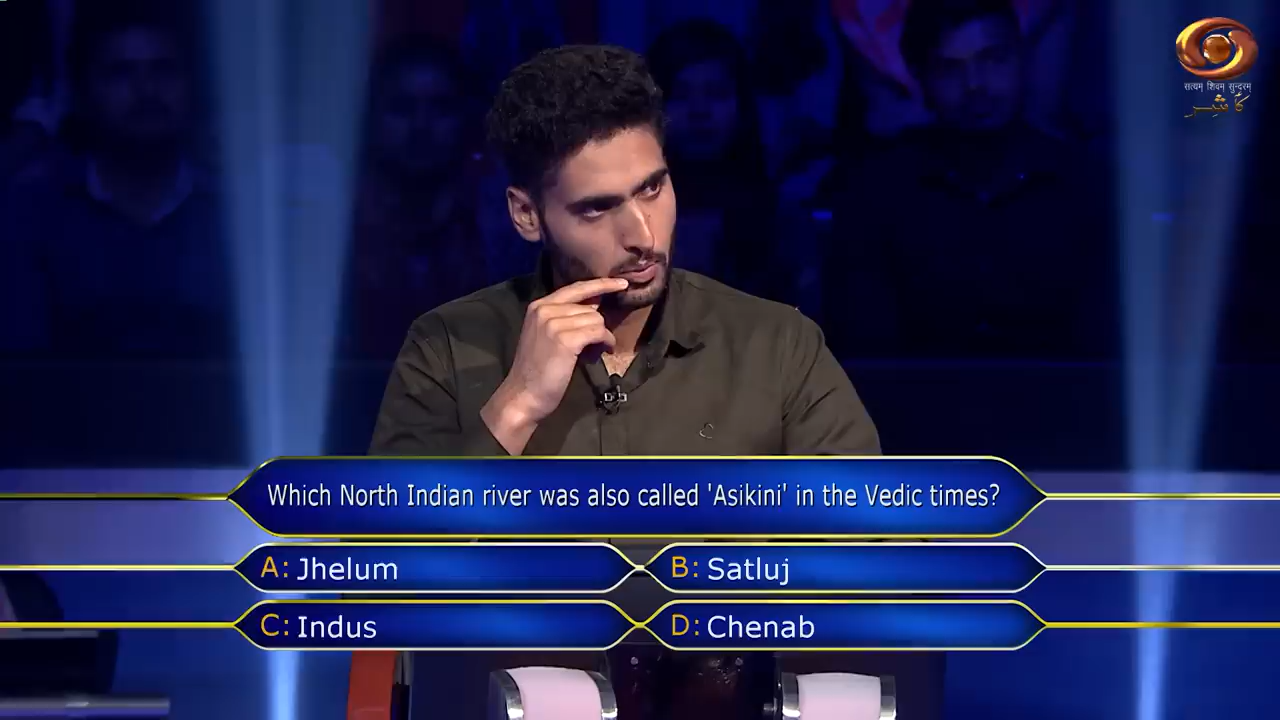 सत्यम् शिवम् सुन्दरम्
کٲشِر
Which North Indian river was also called 'Asikini' in the Vedic times?
A: Jhelum
B: Satluj
C: Indus
D: Chenab